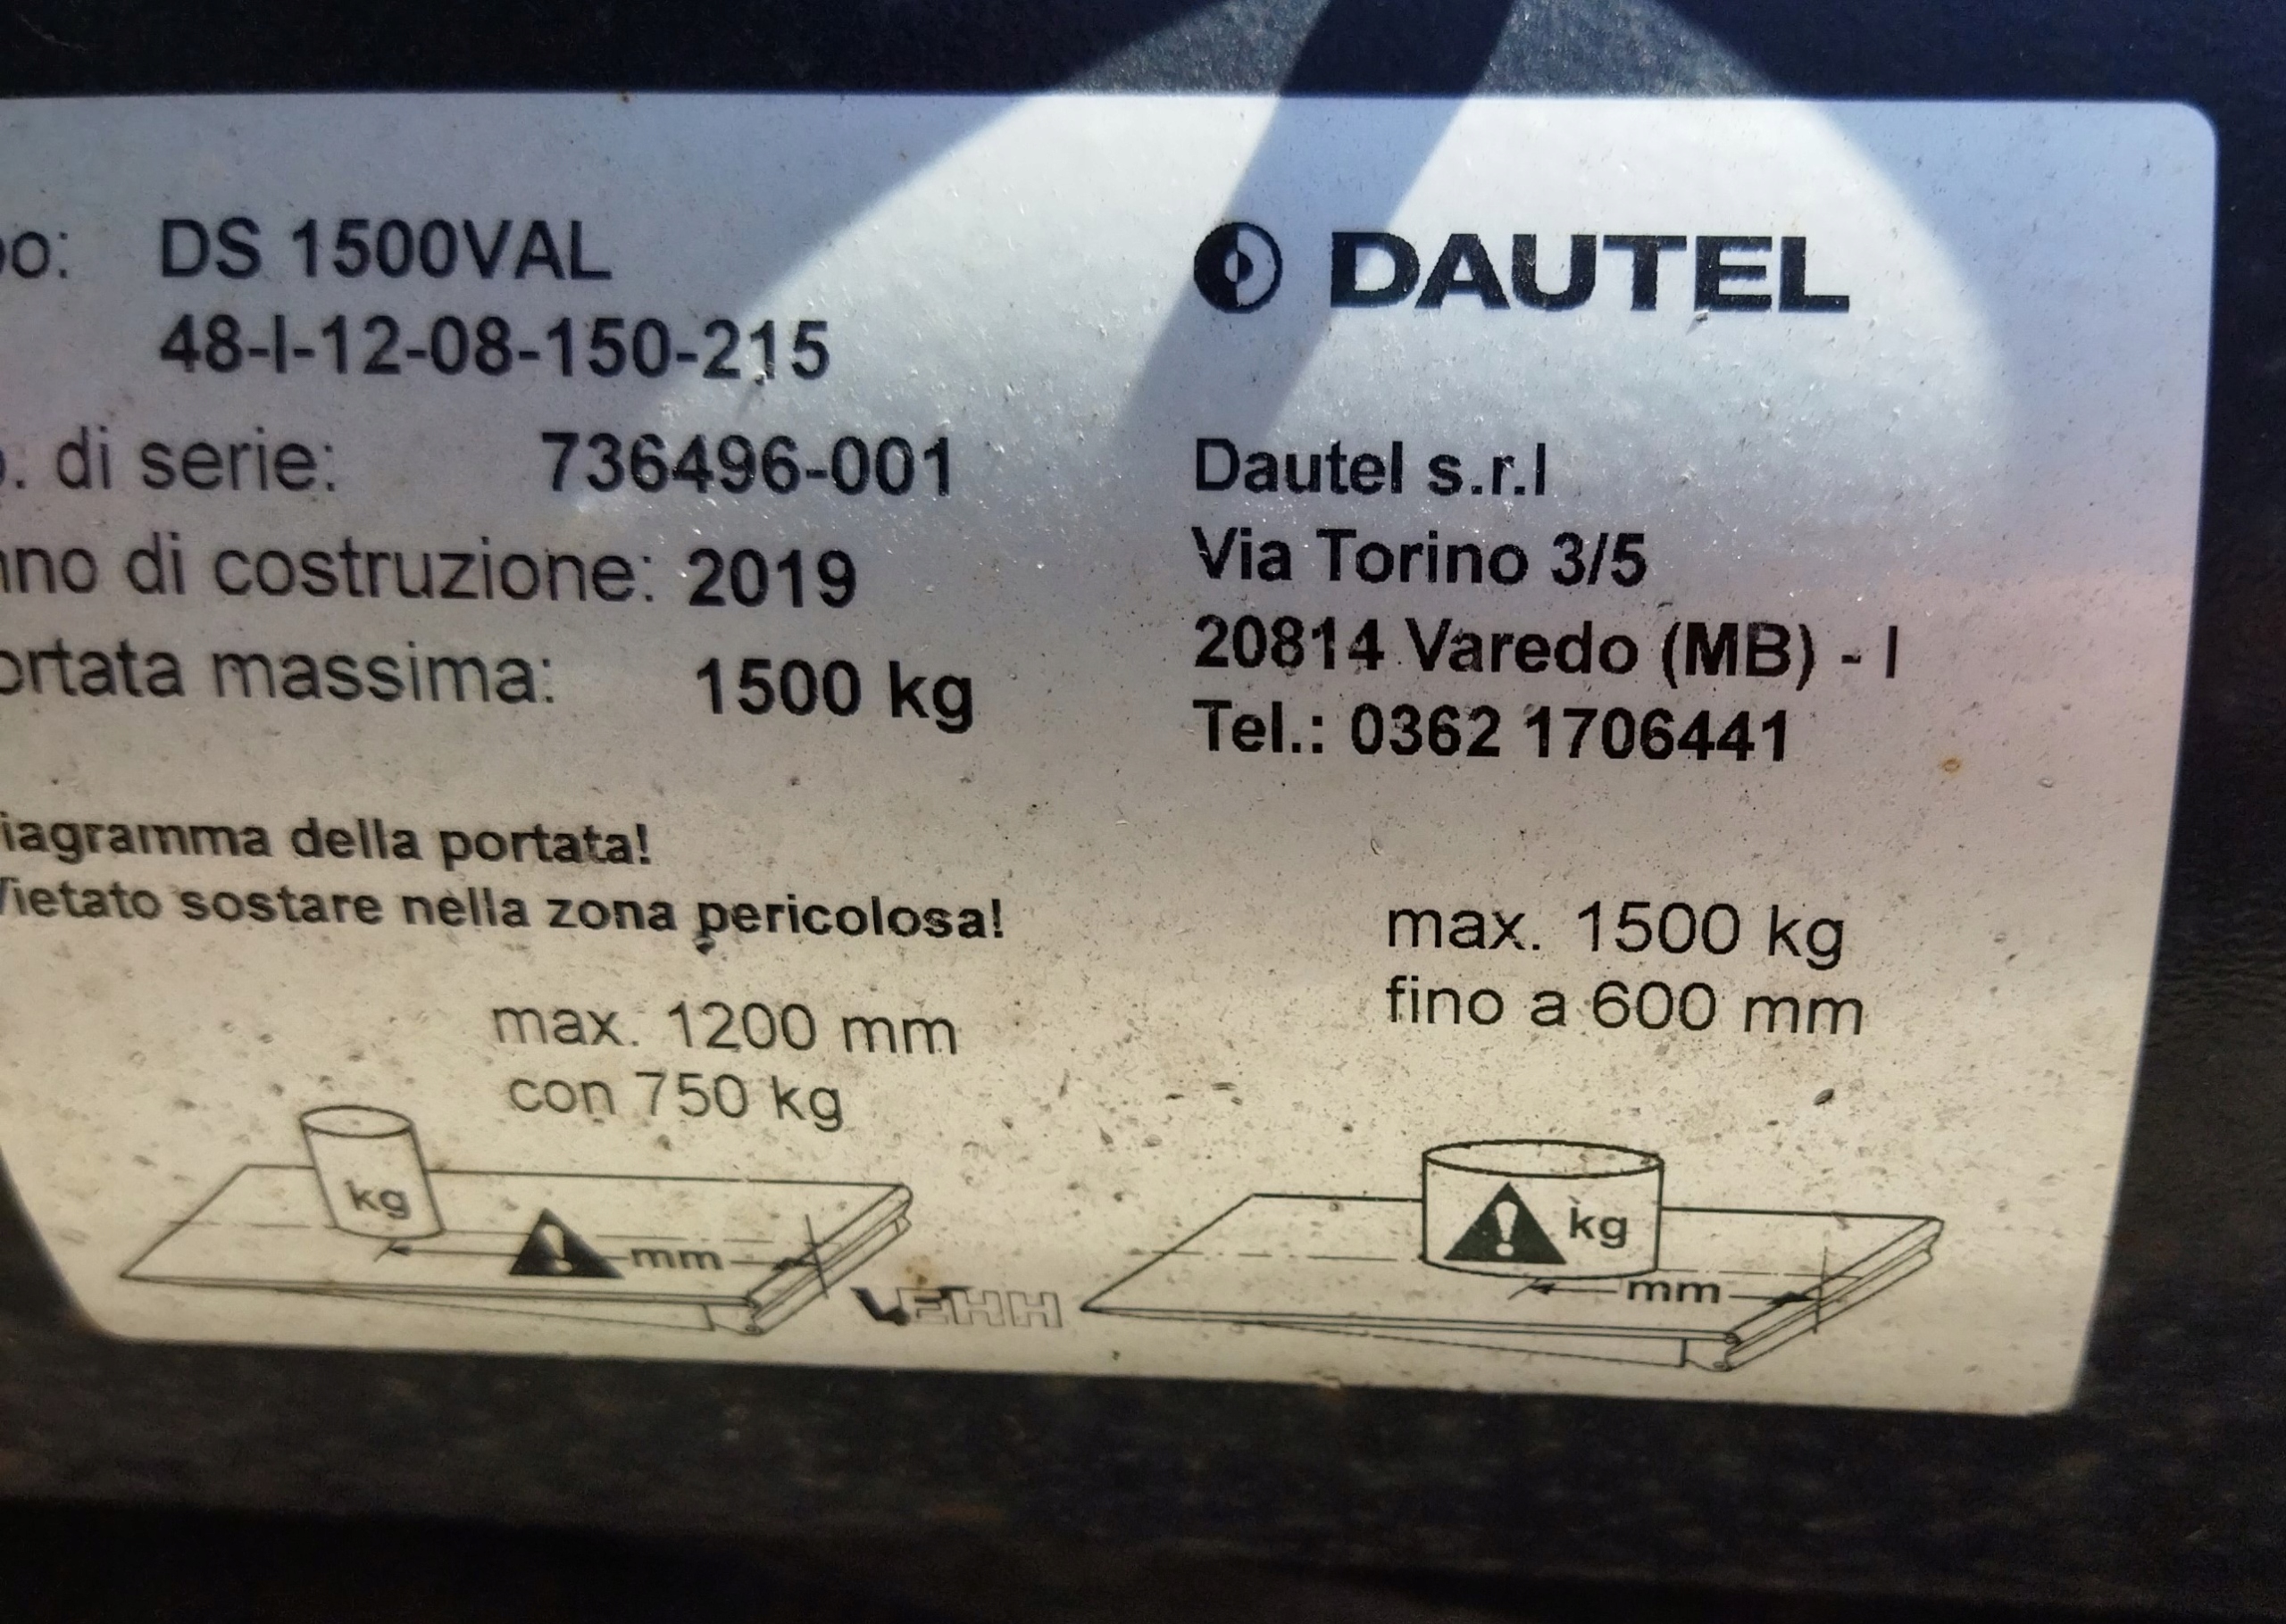 po: DS 1500VAL
48-I-12-08-150-215
o. di serie: 736496-001
nno di costruzione: 2019
ortata massima: 1500 kg
DAUTEL
Dautel s.r.l
Via Torino 3/5
20814 Varedo (MB) - I
Tel.: 0362 1706441
iagramma della portata!
Vietato sostare nella zona pericolosa!
max. 1200 mm
con 750 kg
kg
! mm
max. 1500 kg
fino a 600 mm
! kg
mm